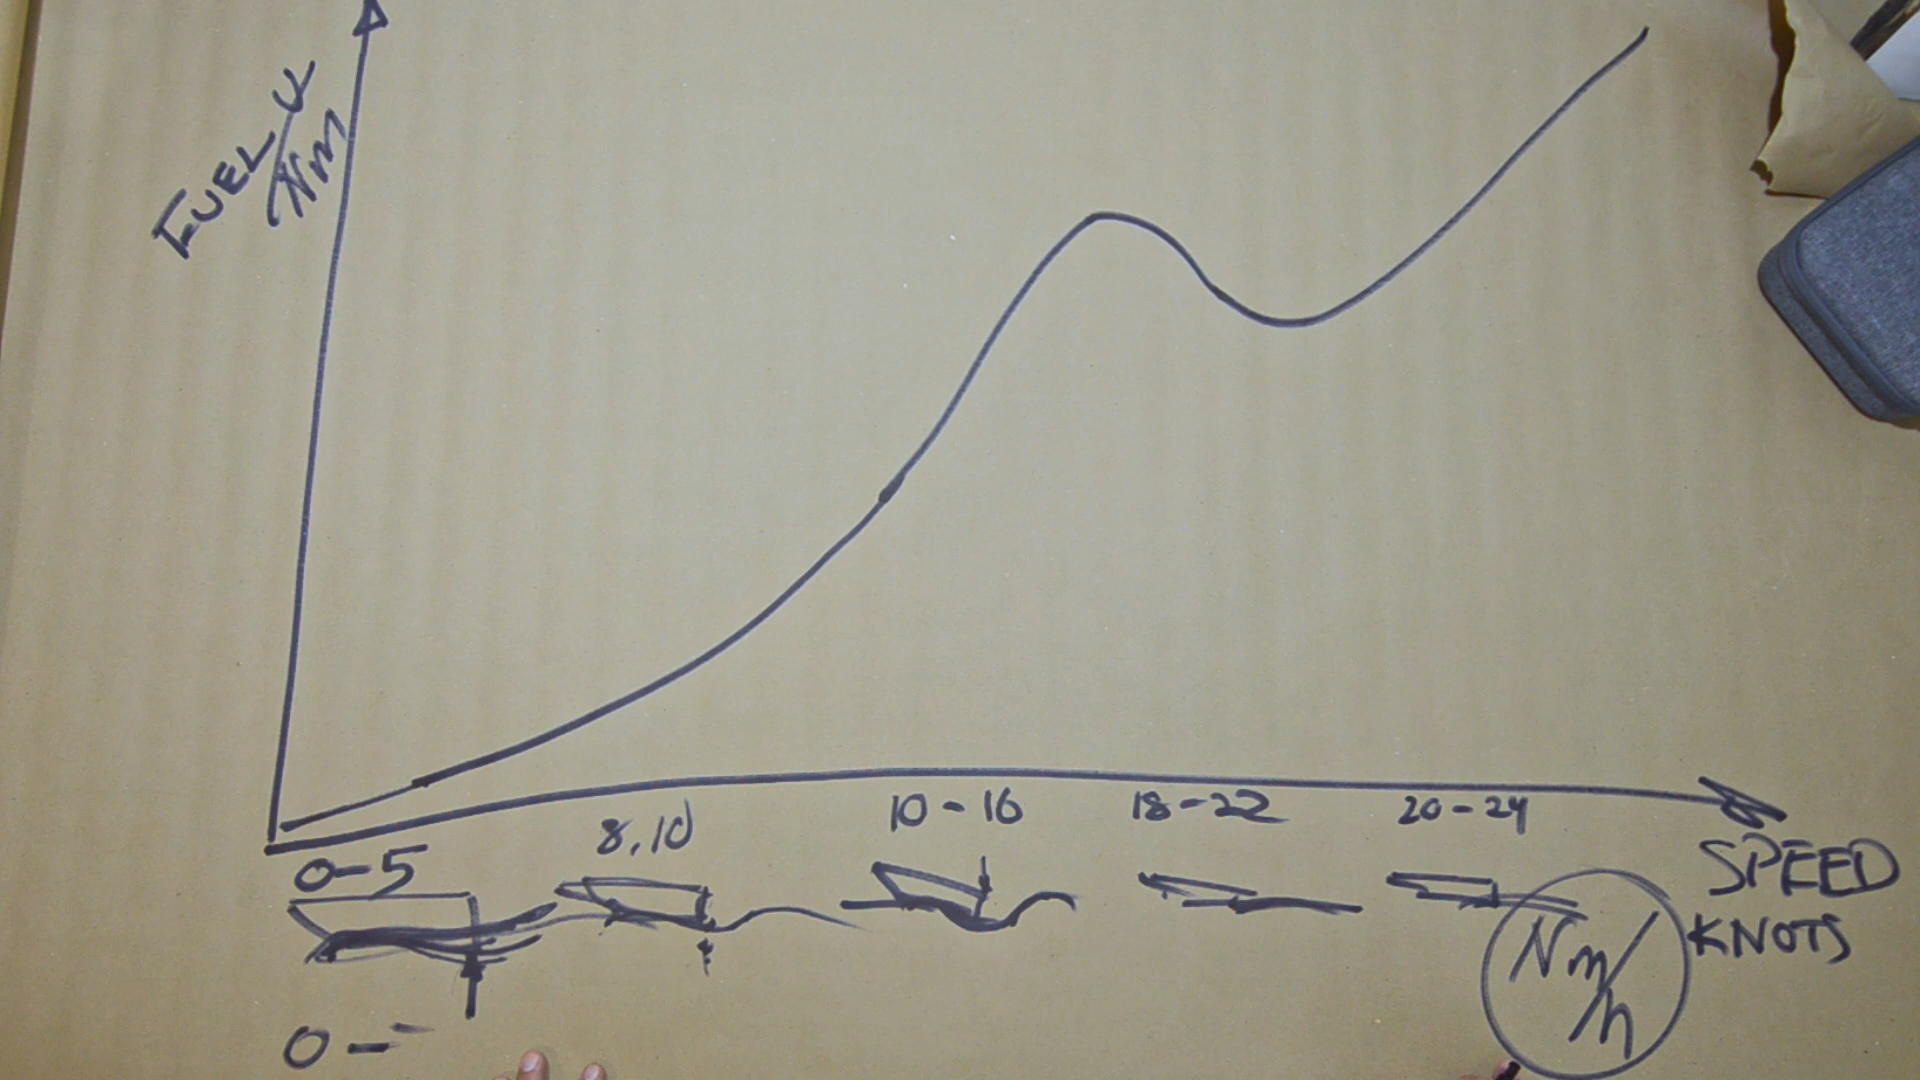 FUEL L/Nm
0-5
8,10
10-16
18-22
20-24
SPEED
KNOTS
Nm/h
0-